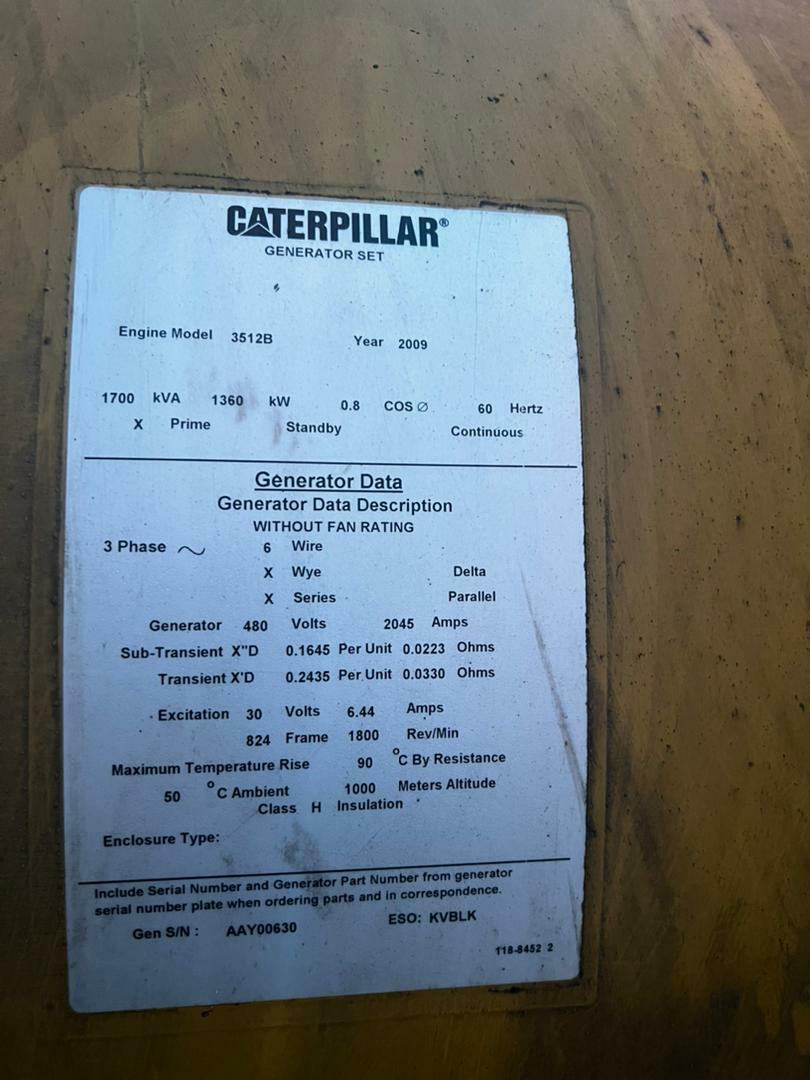 CATERPILLAR®
GENERATOR SET
Engine Model 3512B Year 2009
1700 kVA 1360 kW 0.8 COS ∅ 60 Hertz
X Prime Standby Continuous
Generator Data
Generator Data Description
WITHOUT FAN RATING
3 Phase ～ 6 Wire
X Wye Delta
X Series Parallel
Generator 480 Volts 2045 Amps
Sub-Transient X"D 0.1645 Per Unit 0.0223 Ohms
Transient X'D 0.2435 Per Unit 0.0330 Ohms
Excitation 30 Volts 6.44 Amps
824 Frame 1800 Rev/Min
Maximum Temperature Rise 90 °C By Resistance
50 °C Ambient 1000 Meters Altitude
Class H Insulation
Enclosure Type:
Include Serial Number and Generator Part Number from generator
serial number plate when ordering parts and in correspondence.
Gen S/N : AAY00630 ESO: KVBLK
118-8452 2